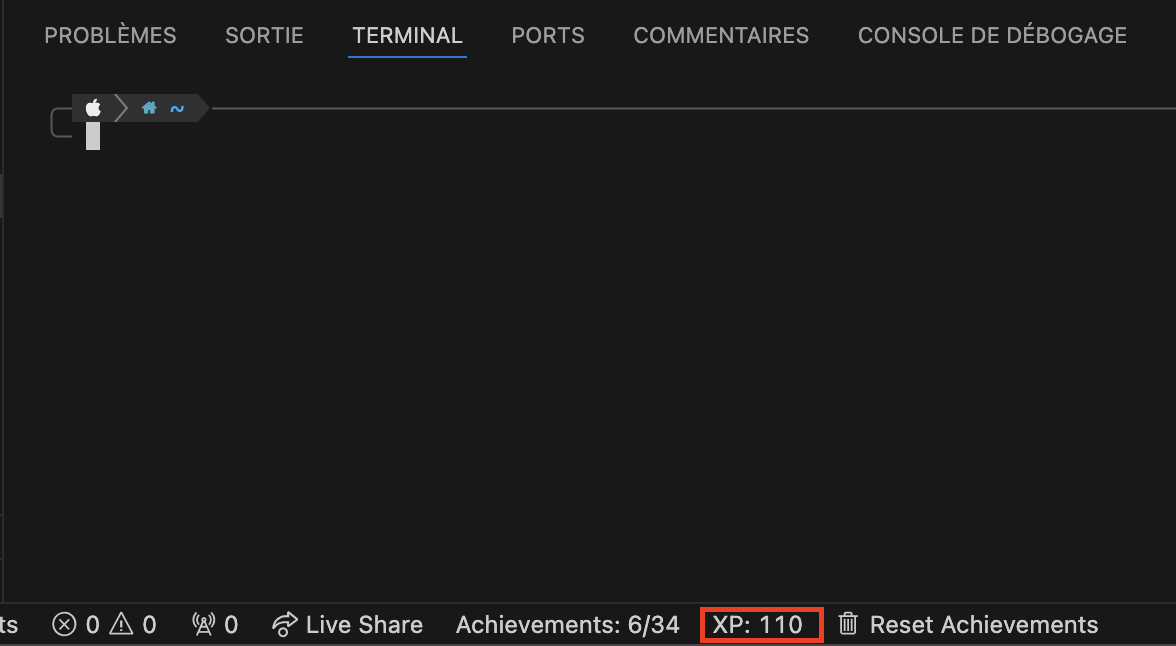 PROBLÈMES SORTIE TERMINAL PORTS COMMENTAIRES CONSOLE DE DÉBOGAGE
~
ts 0 0 0 Live Share Achievements: 6/34 XP: 110 Reset Achievements